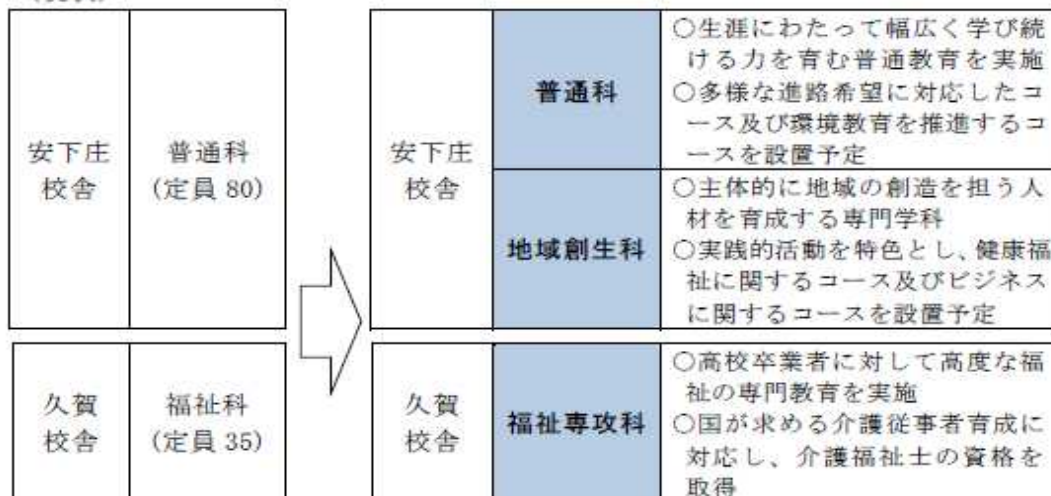 安下庄
校舎
普通科
(定員 80)
安下庄
校舎
普通科
○生涯にわたって幅広く学び続
ける力を育む普通教育を実施
○多様な進路希望に対応したコ
ース及び環境教育を推進するコ
ースを設置予定
地域創生科
○主体的に地域の創造を担う人
材を育成する専門学科
○実践的活動を特色とし、健康福
祉に関するコース及びビジネス
に関するコースを設置予定
久賀
校舎
福祉科
(定員 35)
久賀
校舎
福祉専攻科
○高校卒業者に対して高度な福
祉の専門教育を実施
○国が求める介護従事者育成に
対応し、介護福祉士の資格を
取得